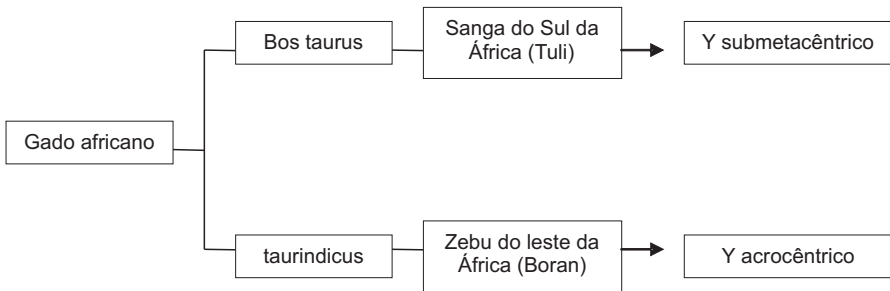 Bos taurus
Sanga do Sul da
África (Tuli)
Y submetacêntrico
Gado africano
taurindicus
Zebu do leste da
África (Boran)
Y acrocêntrico